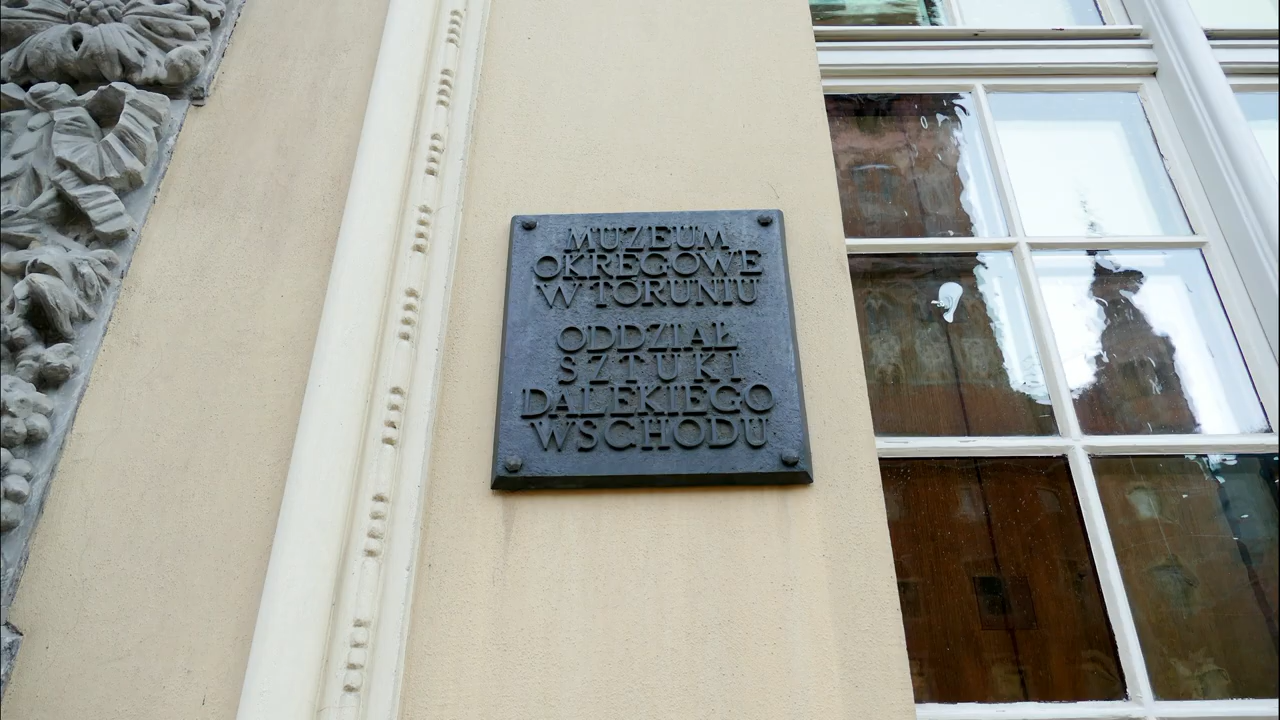 MUZEUM
OKRĘGOWE
W TORUNIU
ODDZIAŁ
SZTUKI
DALEKIEGO
WSCHODU